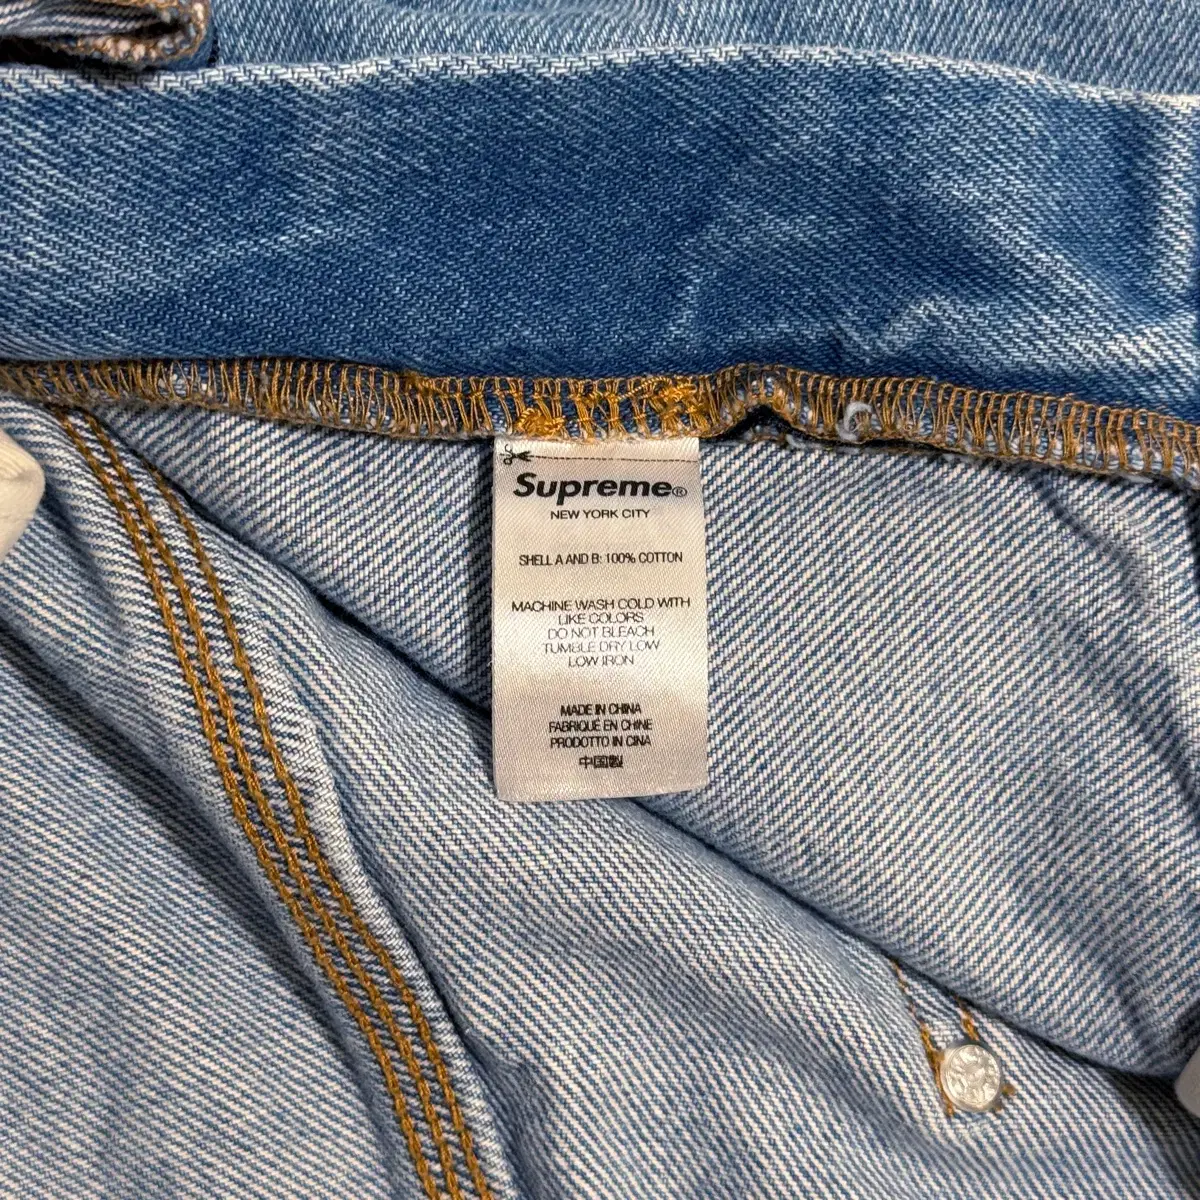 Supreme®
NEW YORK CITY
SHELL A AND B: 100% COTTON
MACHINE WASH COLD WITH
LIKE COLORS
DO NOT BLEACH
TUMBLE DRY LOW
LOW IRON
MADE IN CHINA
FABRIQUÉ EN CHINE
PRODOTTO IN CINA
中国製